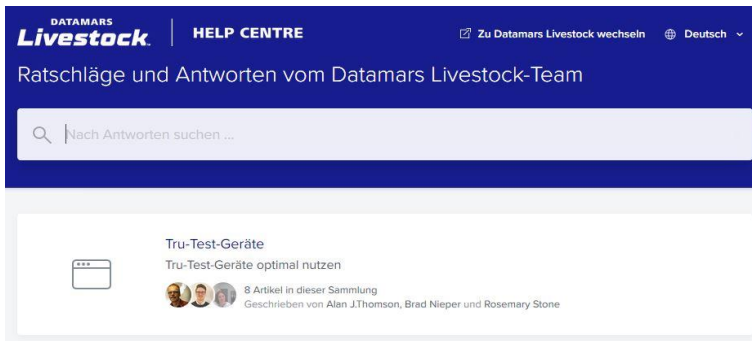 DATAMARS
Livestock.
HELP CENTRE
Zu Datamars Livestock wechseln
Deutsch
Ratschläge und Antworten vom Datamars Livestock-Team
Nach Antworten suchen ...
Tru-Test-Geräte
Tru-Test-Geräte optimal nutzen
8 Artikel in dieser Sammlung
Geschrieben von Alan J.Thomson, Brad Nieper und Rosemary Stone